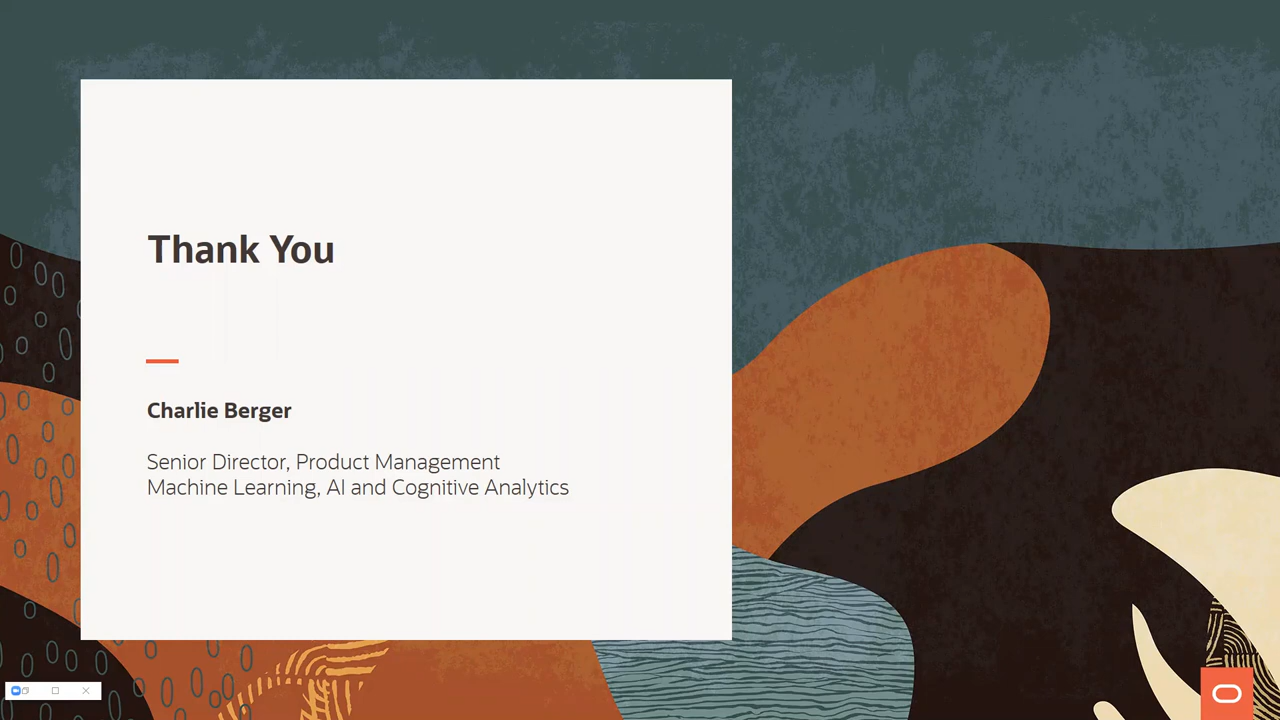 Thank You
Charlie Berger
Senior Director, Product Management
Machine Learning, AI and Cognitive Analytics